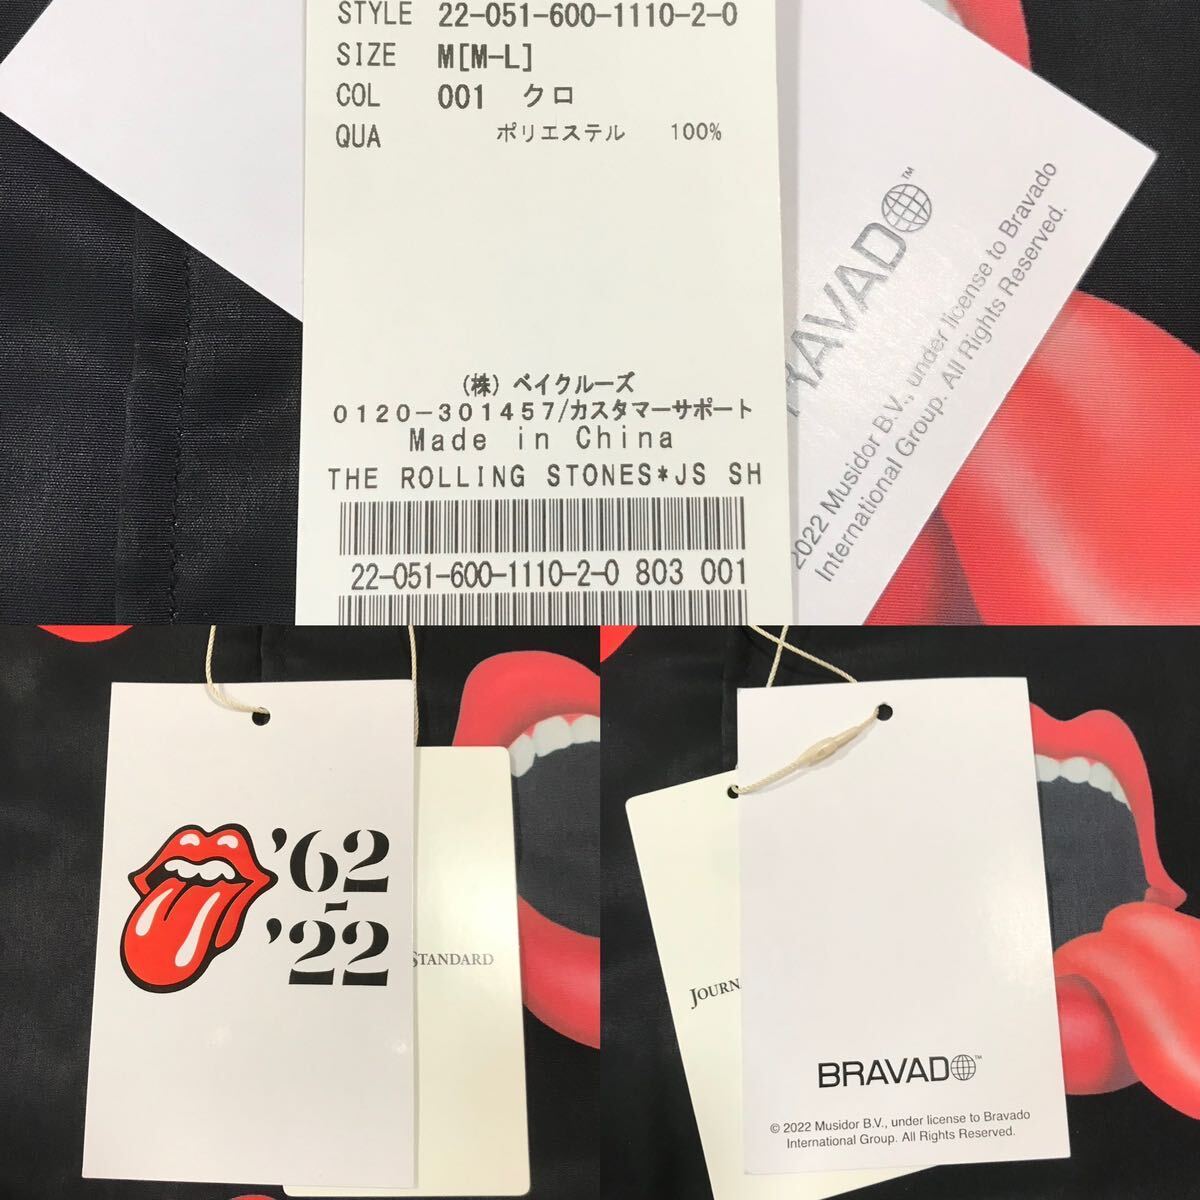 STYLE 22-051-600-1110-2-0
SIZE M[M-L]
COL 001 クロ
QUA ポリエステル 100%
(株)ベイクルーズ
0120-301457/カスタマーサポート
Made in China
THE ROLLING STONES*JS SH
22-051-600-1110-2-0 803 001
AVAD ™
2022 Musidor B.V., under license to Bravado
International Group. All Rights Reserved.
'62
-
'22
STANDARD
JOURN
BRAVADO™
© 2022 Musidor B.V., under license to Bravado
International Group. All Rights Reserved.